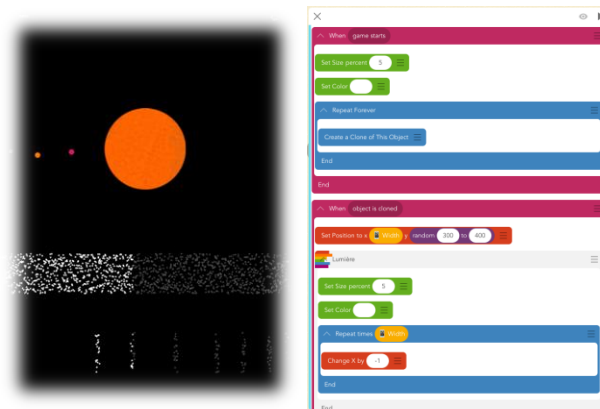 When game starts
Set Size percent 5
Set Color
Repeat Forever
Create a Clone of This Object
End
End
When object is cloned
Set Position to x Width y random 300 to 400
Lumière
Set Size percent 5
Set Color
Repeat times Width
Change X by -1
End
End